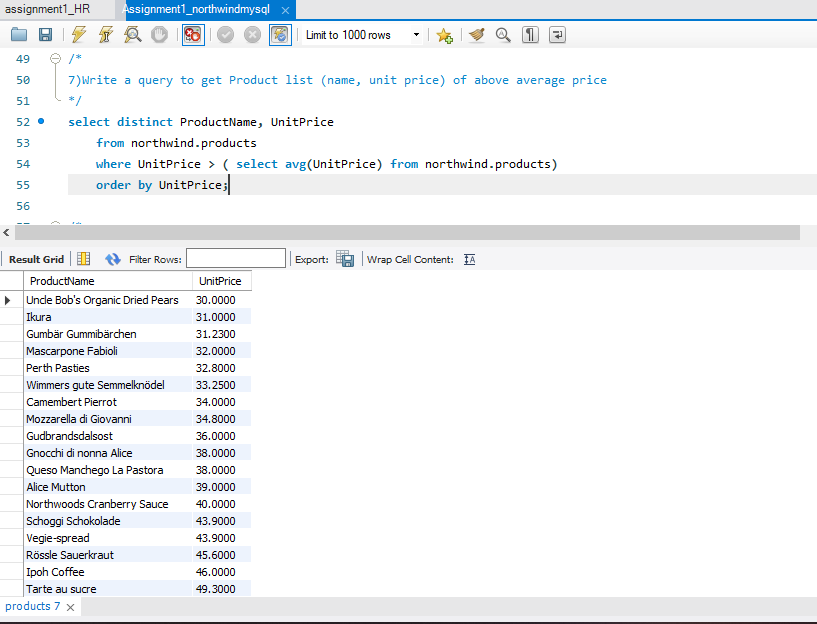 assignment1_HR Assignment1_northwindmysql ×
Limit to 1000 rows
49 /*
50 7)Write a query to get Product list (name, unit price) of above average price
51 */
52 select distinct ProductName, UnitPrice
53 from northwind.products
54 where UnitPrice > ( select avg(UnitPrice) from northwind.products)
55 order by UnitPrice;
56
Result Grid Filter Rows: Export: Wrap Cell Content: IA
ProductName UnitPrice
Uncle Bob's Organic Dried Pears 30.0000
Ikura 31.0000
Gumbär Gummibärchen 31.2300
Mascarpone Fabioli 32.0000
Perth Pasties 32.8000
Wimmers gute Semmelknödel 33.2500
Camembert Pierrot 34.0000
Mozzarella di Giovanni 34.8000
Gudbrandsdalsost 36.0000
Gnocchi di nonna Alice 38.0000
Queso Manchego La Pastora 38.0000
Alice Mutton 39.0000
Northwoods Cranberry Sauce 40.0000
Schoggi Schokolade 43.9000
Vegie-spread 43.9000
Rössle Sauerkraut 45.6000
Ipoh Coffee 46.0000
Tarte au sucre 49.3000
products 7 ×